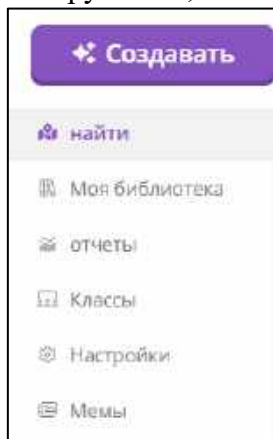 Создавать
найти
Моя библиотека
отчеты
Классы
Настройки
Мемы